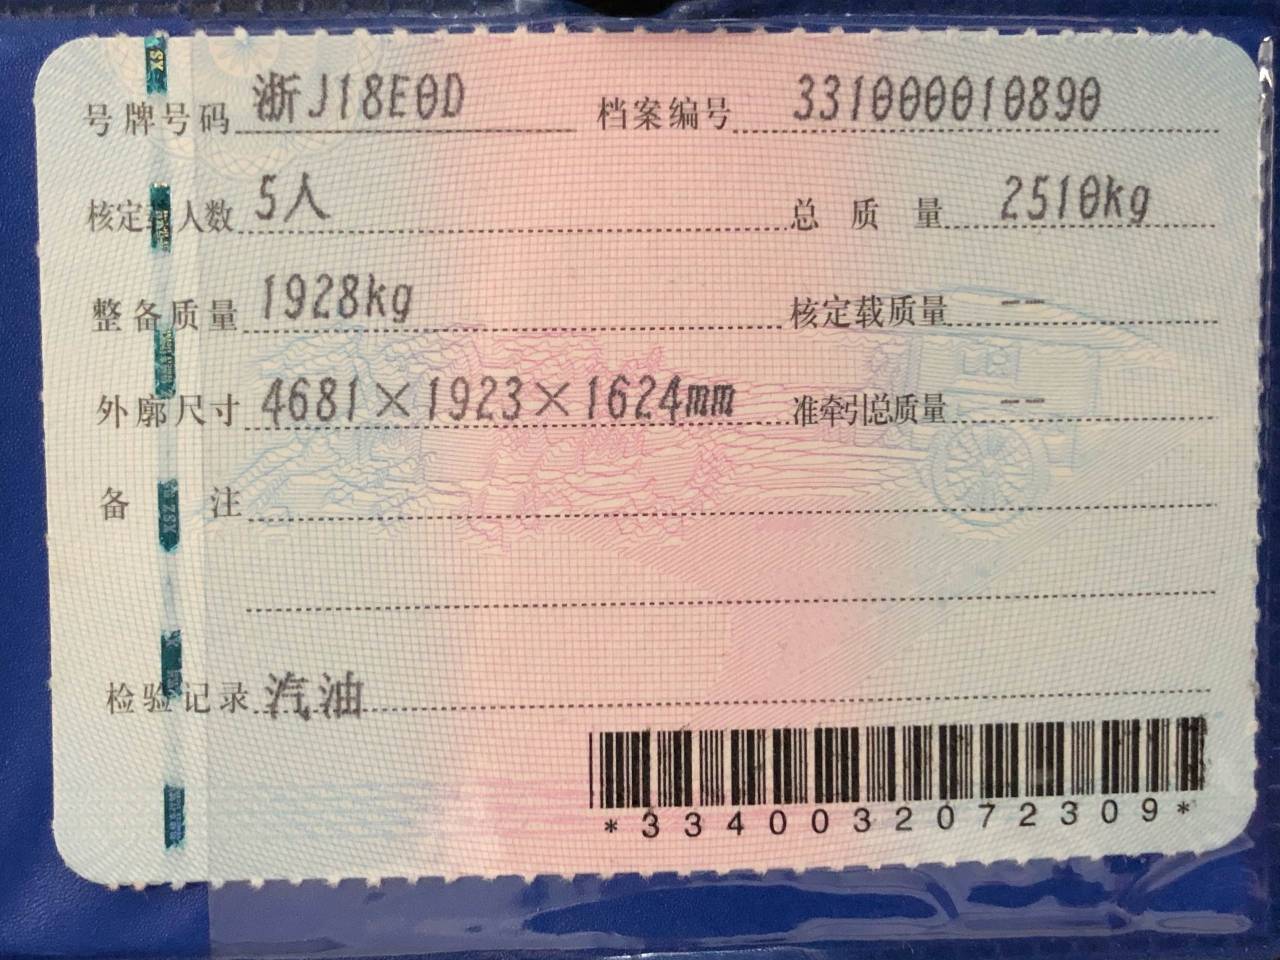 号牌号码 浙J18E0D 档案编号 331000010890
核定载人数 5人 总质量 2510kg
整备质量 1928kg 核定载质量 --
外廓尺寸 4681×1923×1624mm 准牵引总质量 --
备注
检验记录 汽油
*3340032072309*